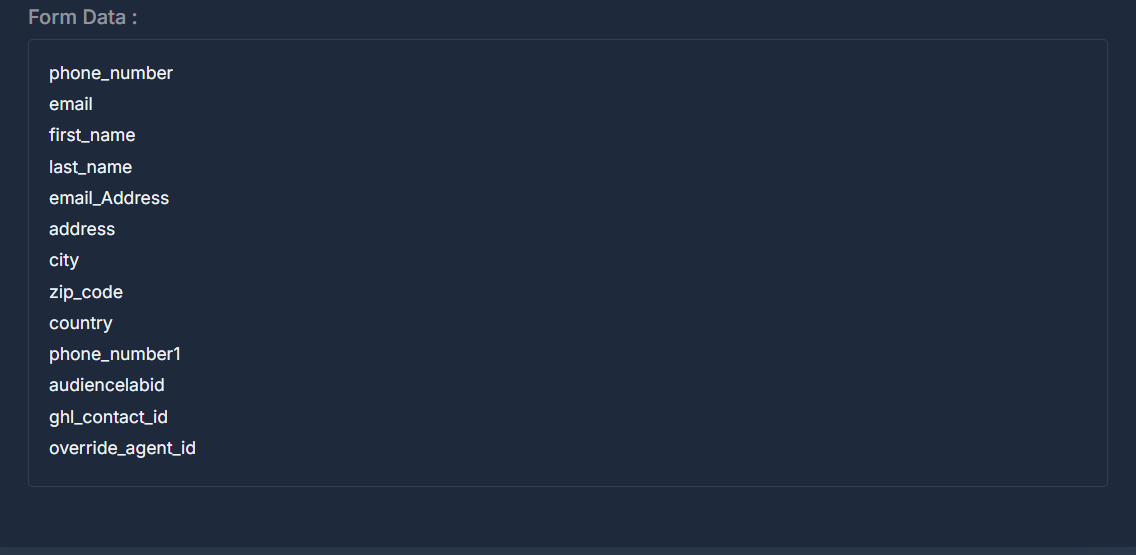 Form Data :
phone_number
email
first_name
last_name
email_Address
address
city
zip_code
country
phone_number1
audiencelabid
ghl_contact_id
override_agent_id